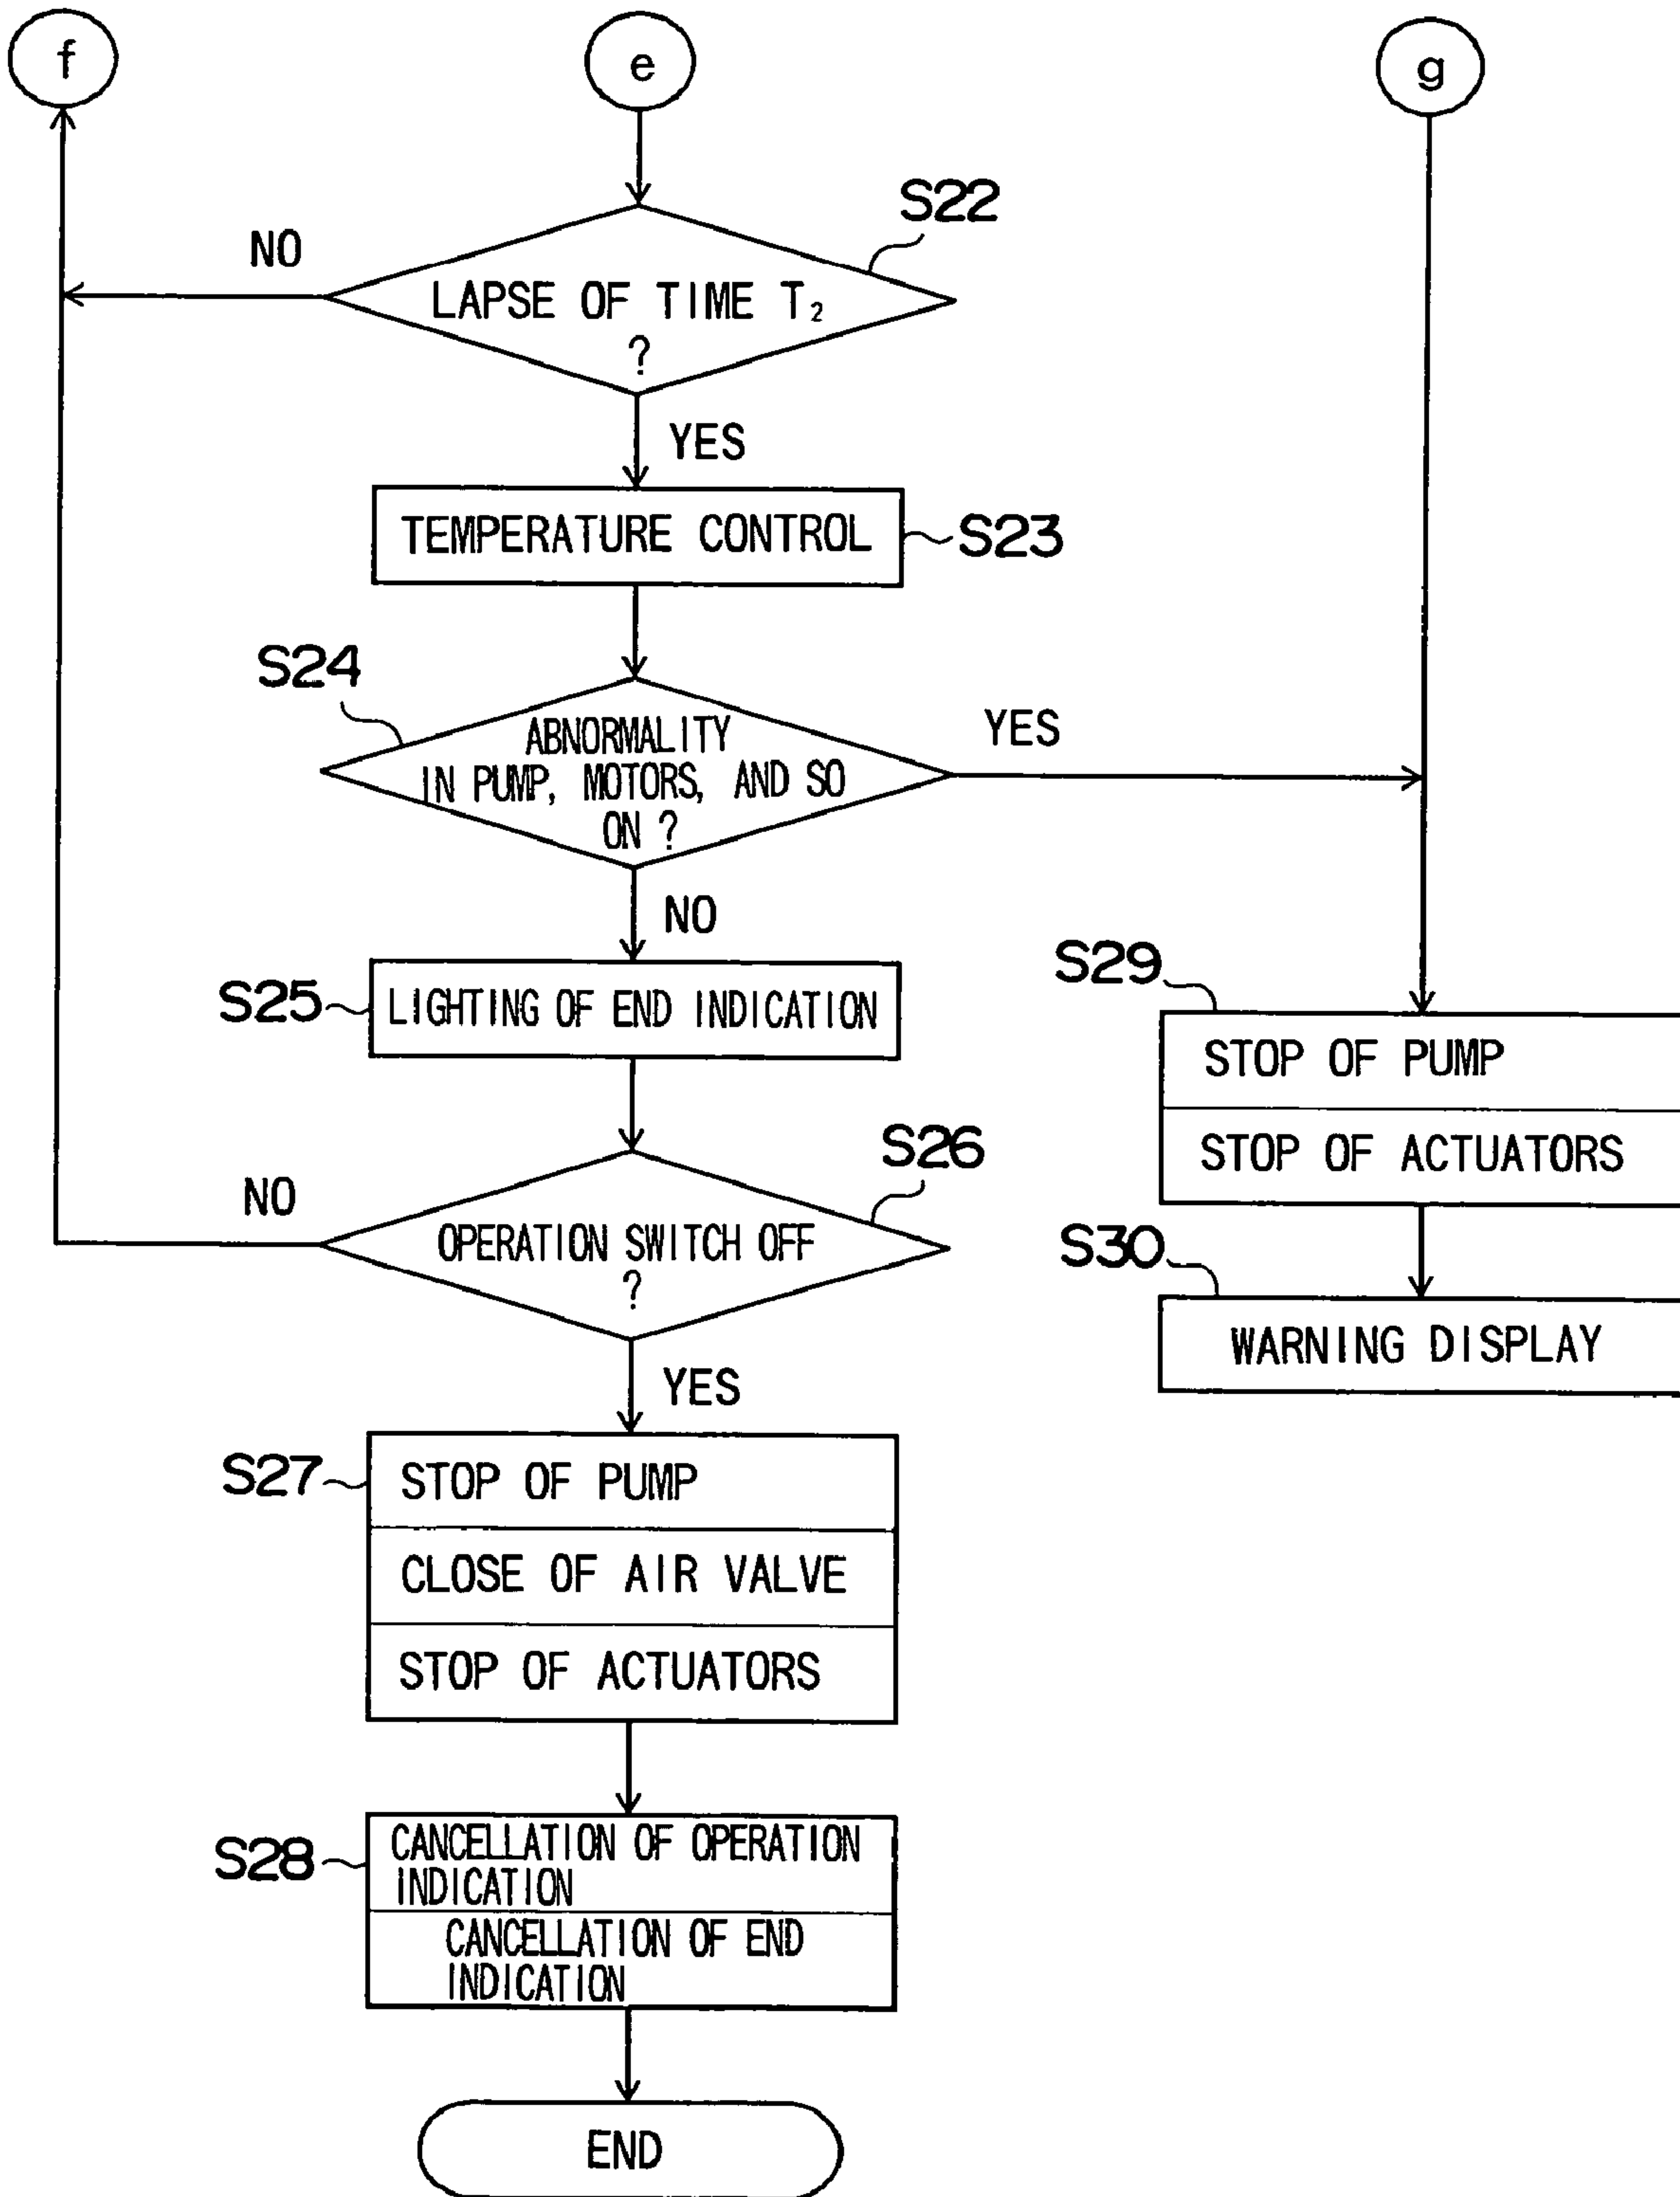 f
e
g
S22
NO
LAPSE OF TIME T₂
?
YES
TEMPERATURE CONTROL
S23
S24
ABNORMALITY
IN PUMP, MOTORS, AND SO
ON ?
YES
NO
S25
LIGHTING OF END INDICATION
S26
NO
OPERATION SWITCH OFF
?
YES
S27
STOP OF PUMP
CLOSE OF AIR VALVE
STOP OF ACTUATORS
S28
CANCELLATION OF OPERATION
INDICATION
CANCELLATION OF END
INDICATION
END
S29
STOP OF PUMP
STOP OF ACTUATORS
S30
WARNING DISPLAY